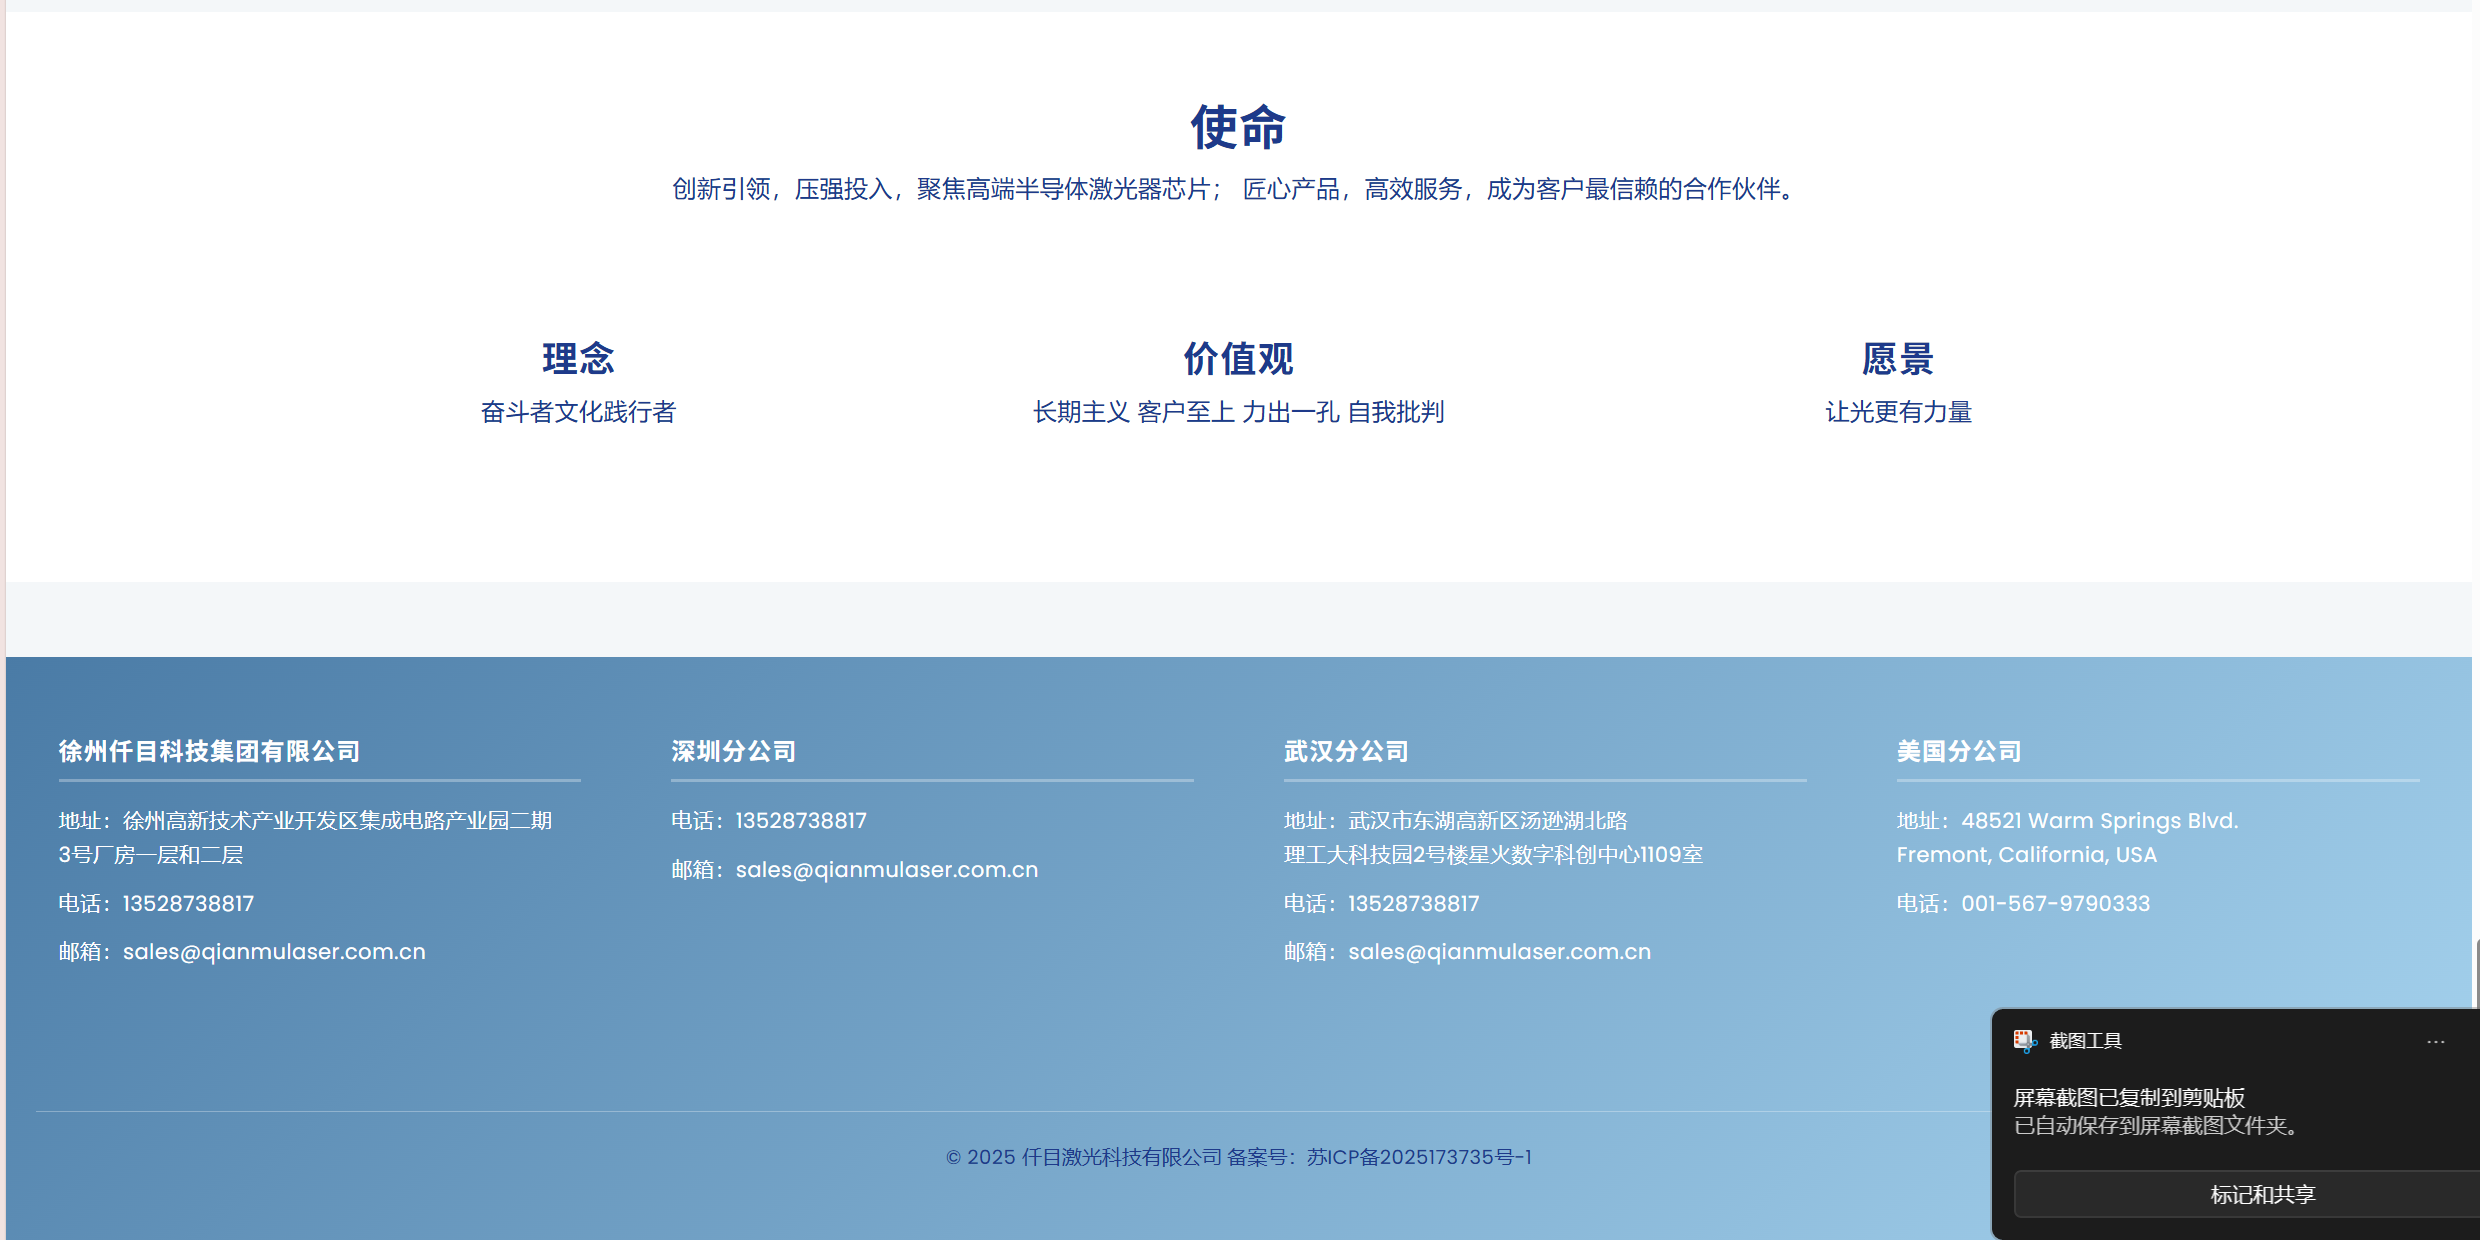 使命
创新引领，压强投入，聚焦高端半导体激光器芯片； 匠心产品，高效服务，成为客户最信赖的合作伙伴。
理念
奋斗者文化践行者
价值观
长期主义 客户至上 力出一孔 自我批判
愿景
让光更有力量
徐州仟目科技集团有限公司
地址：徐州高新技术产业开发区集成电路产业园二期
3号厂房一层和二层
电话：13528738817
邮箱：sales@qianmulaser.com.cn
深圳分公司
电话：13528738817
邮箱：sales@qianmulaser.com.cn
武汉分公司
地址：武汉市东湖高新区汤逊湖北路
理工大科技园2号楼星火数字科创中心1109室
电话：13528738817
邮箱：sales@qianmulaser.com.cn
美国分公司
地址：48521 Warm Springs Blvd.
Fremont, California, USA
电话：001-567-9790333
© 2025 仟目激光科技有限公司 备案号：苏ICP备2025173735号-1
截图工具
屏幕截图已复制到剪贴板
已自动保存到屏幕截图文件夹。
标记和共享